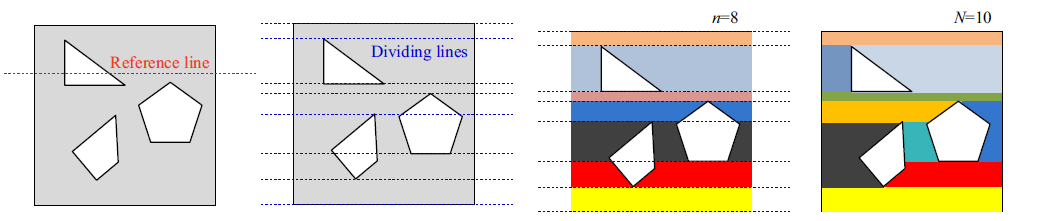 n=8
N=10
Reference line
Dividing lines